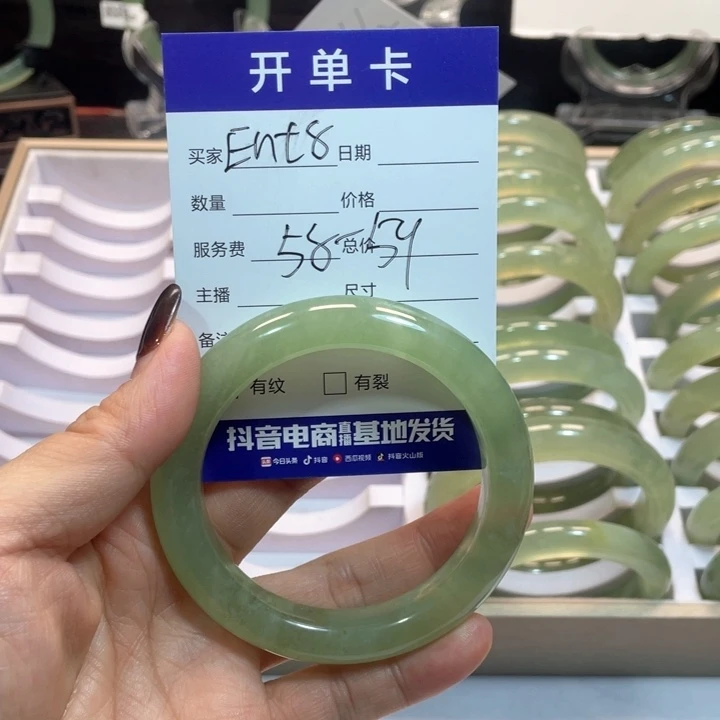 开单卡
买家 Ent8 日期
数量 价格
服务费 58- 总价
主播 尺寸
备注
有纹 有裂
抖音电商直播基地发货
今日头条 抖音 西瓜视频 抖音火山版